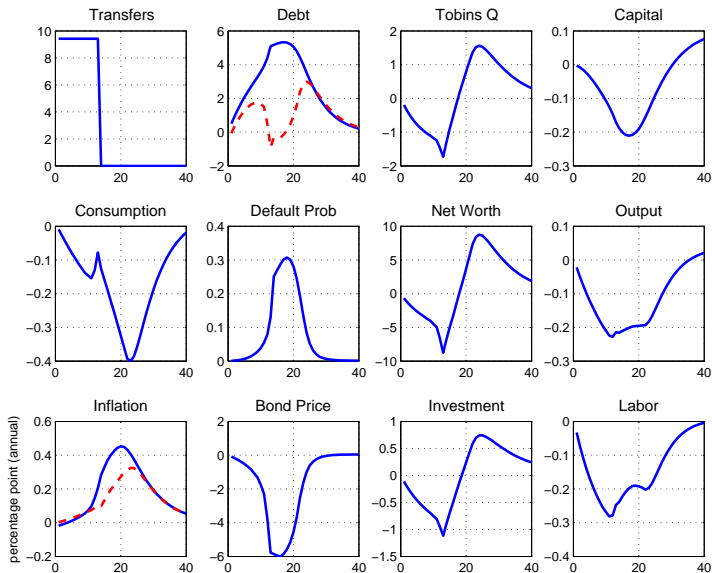 Transfers
Debt
Tobins Q
Capital
10
8
6
4
2
0
0 20 40
6
4
2
0
−2
0 20 40
2
1
0
−1
−2
0 20 40
0.1
0
−0.1
−0.2
−0.3
0 20 40
Consumption
Default Prob
Net Worth
Output
0
−0.1
−0.2
−0.3
−0.4
0 20 40
0.4
0.3
0.2
0.1
0
0 20 40
10
5
0
−5
−10
0 20 40
0.1
0
−0.1
−0.2
−0.3
0 20 40
Inflation
Bond Price
Investment
Labor
percentage point (annual)
0.6
0.4
0.2
0
−0.2
0 20 40
2
0
−2
−4
−6
0 20 40
1
0.5
0
−0.5
−1
−1.5
0 20 40
0
−0.1
−0.2
−0.3
−0.4
0 20 40